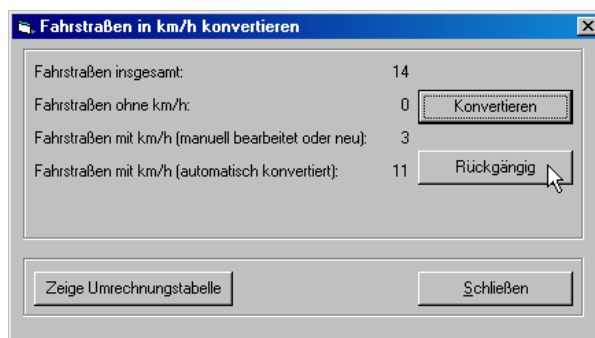 Fahrstraßen in km/h konvertieren
Fahrstraßen insgesamt: 14
Fahrstraßen ohne km/h: 0
Konvertieren
Fahrstraßen mit km/h (manuell bearbeitet oder neu): 3
Fahrstraßen mit km/h (automatisch konvertiert): 11
Rückgängig
Zeige Umrechnungstabelle
Schließen